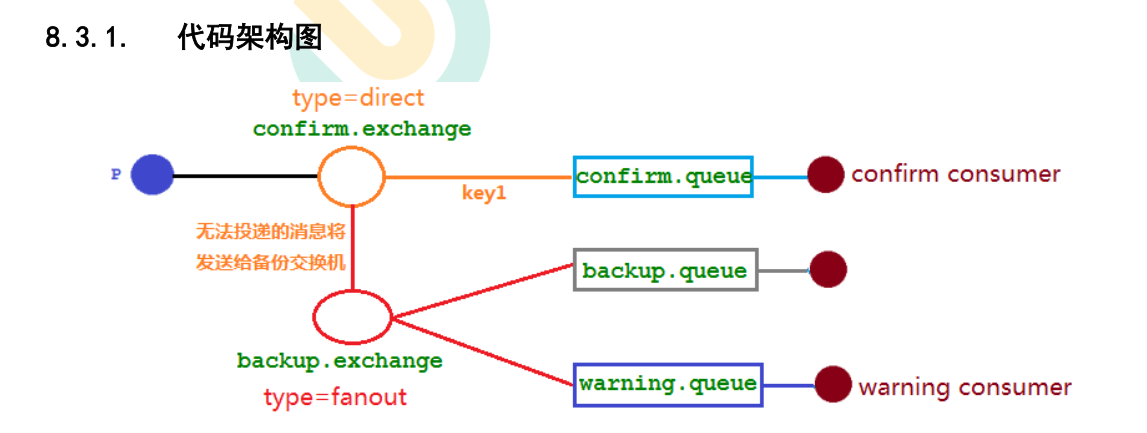 8.3.1. 代码架构图
type=direct
confirm.exchange
P
key1
confirm.queue
confirm consumer
无法投递的消息将
发送给备份交换机
backup.queue
backup.exchange
type=fanout
warning.queue
warning consumer